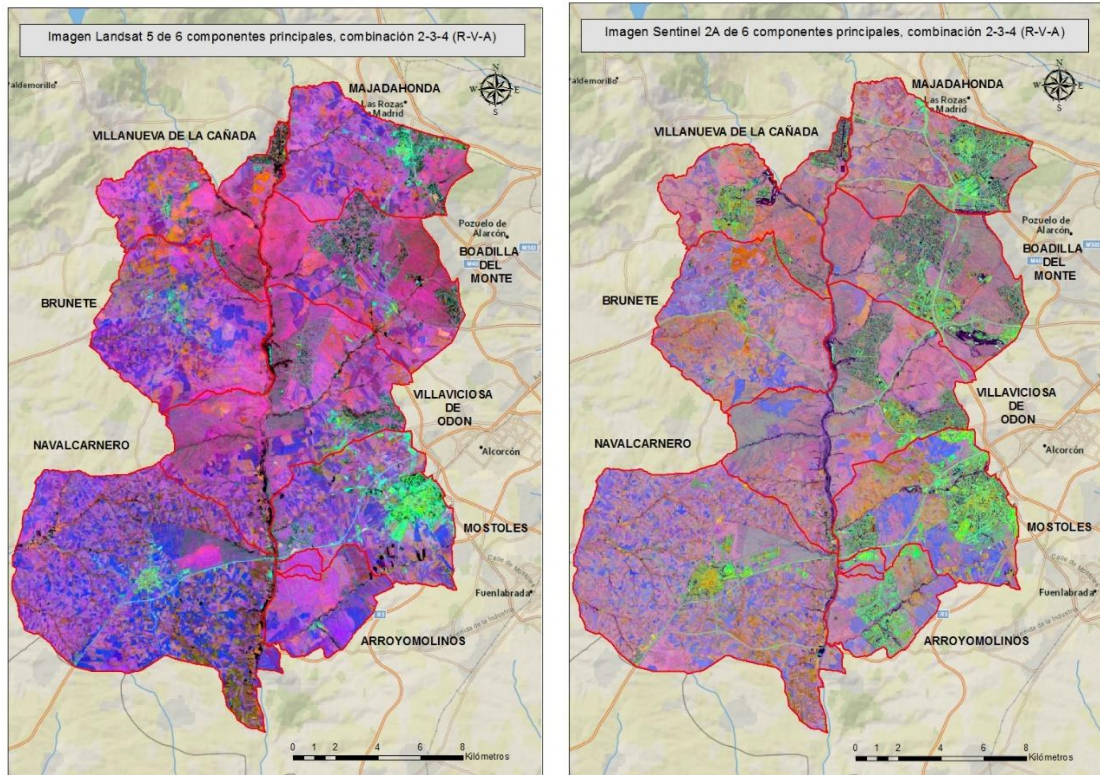 Imagen Landsat 5 de 6 componentes principales, combinación 2-3-4 (R-V-A)
N
W
E
S
aldemorillo
MAJADAHONDA
Las Rozas
Madrid
VILLANUEVA DE LA CAÑADA
Pozuelo de
Alarcón
M503
BOADILLA
DEL
MONTE
BRUNETE
VILLAVICIOSA
DE
ODON
NAVALCARNERO
Alcorcón
MOSTOLES
Fuenlabrada
ARROYOMOLINOS
0 1 2 4 6 8
Kilómetros
Imagen Sentinel 2A de 6 componentes principales, combinación 2-3-4 (R-V-A)
N
W
E
S
aldemorillo
MAJADAHONDA
Las Rozas
Madrid
VILLANUEVA DE LA CAÑADA
Pozuelo de
Alarcón
M503
BOADILLA
DEL
MONTE
BRUNETE
VILLAVICIOSA
DE
ODON
NAVALCARNERO
Alcorcón
MOSTOLES
Fuenlabrada
ARROYOMOLINOS
0 1 2 4 6 8
Kilómetros